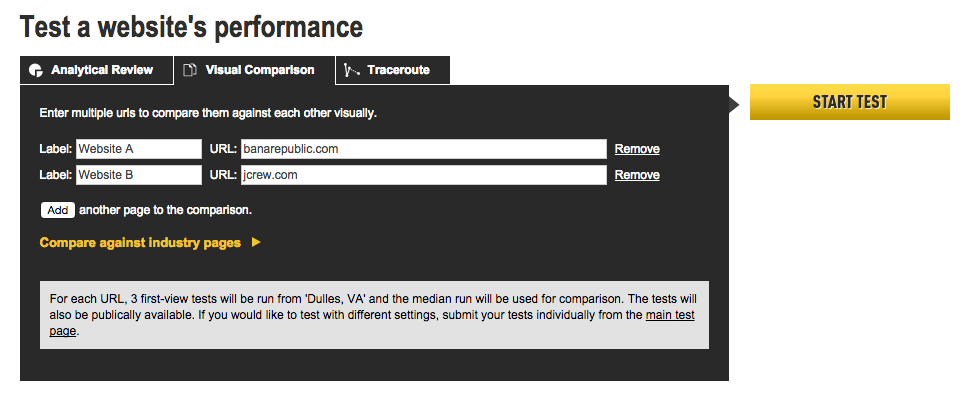 Test a website's performance
Analytical Review Visual Comparison Traceroute
Enter multiple urls to compare them against each other visually.
START TEST
Label: Website A URL: banarepublic.com Remove
Label: Website B URL: jcrew.com Remove
Add another page to the comparison.
Compare against industry pages
For each URL, 3 first-view tests will be run from 'Dulles, VA' and the median run will be used for comparison. The tests will
also be publically available. If you would like to test with different settings, submit your tests individually from the main test
page.